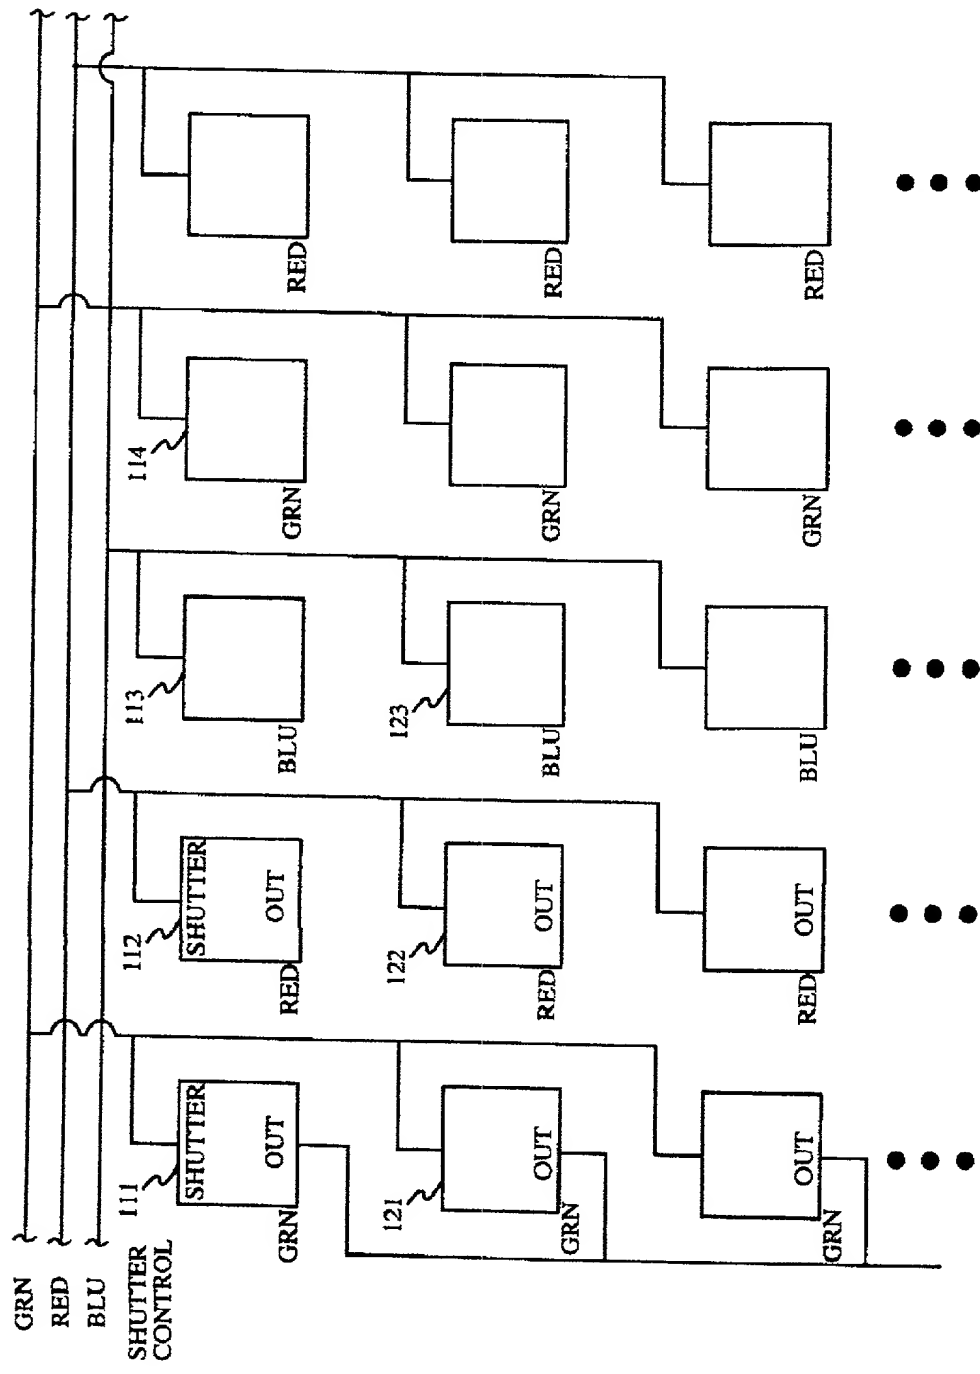 GRN
RED
BLU
SHUTTER
CONTROL
111 112 113 114
SHUTTER SHUTTER
OUT OUT
GRN RED BLU GRN RED
121 122 123
OUT OUT
GRN RED BLU GRN RED
OUT OUT
GRN RED BLU GRN RED